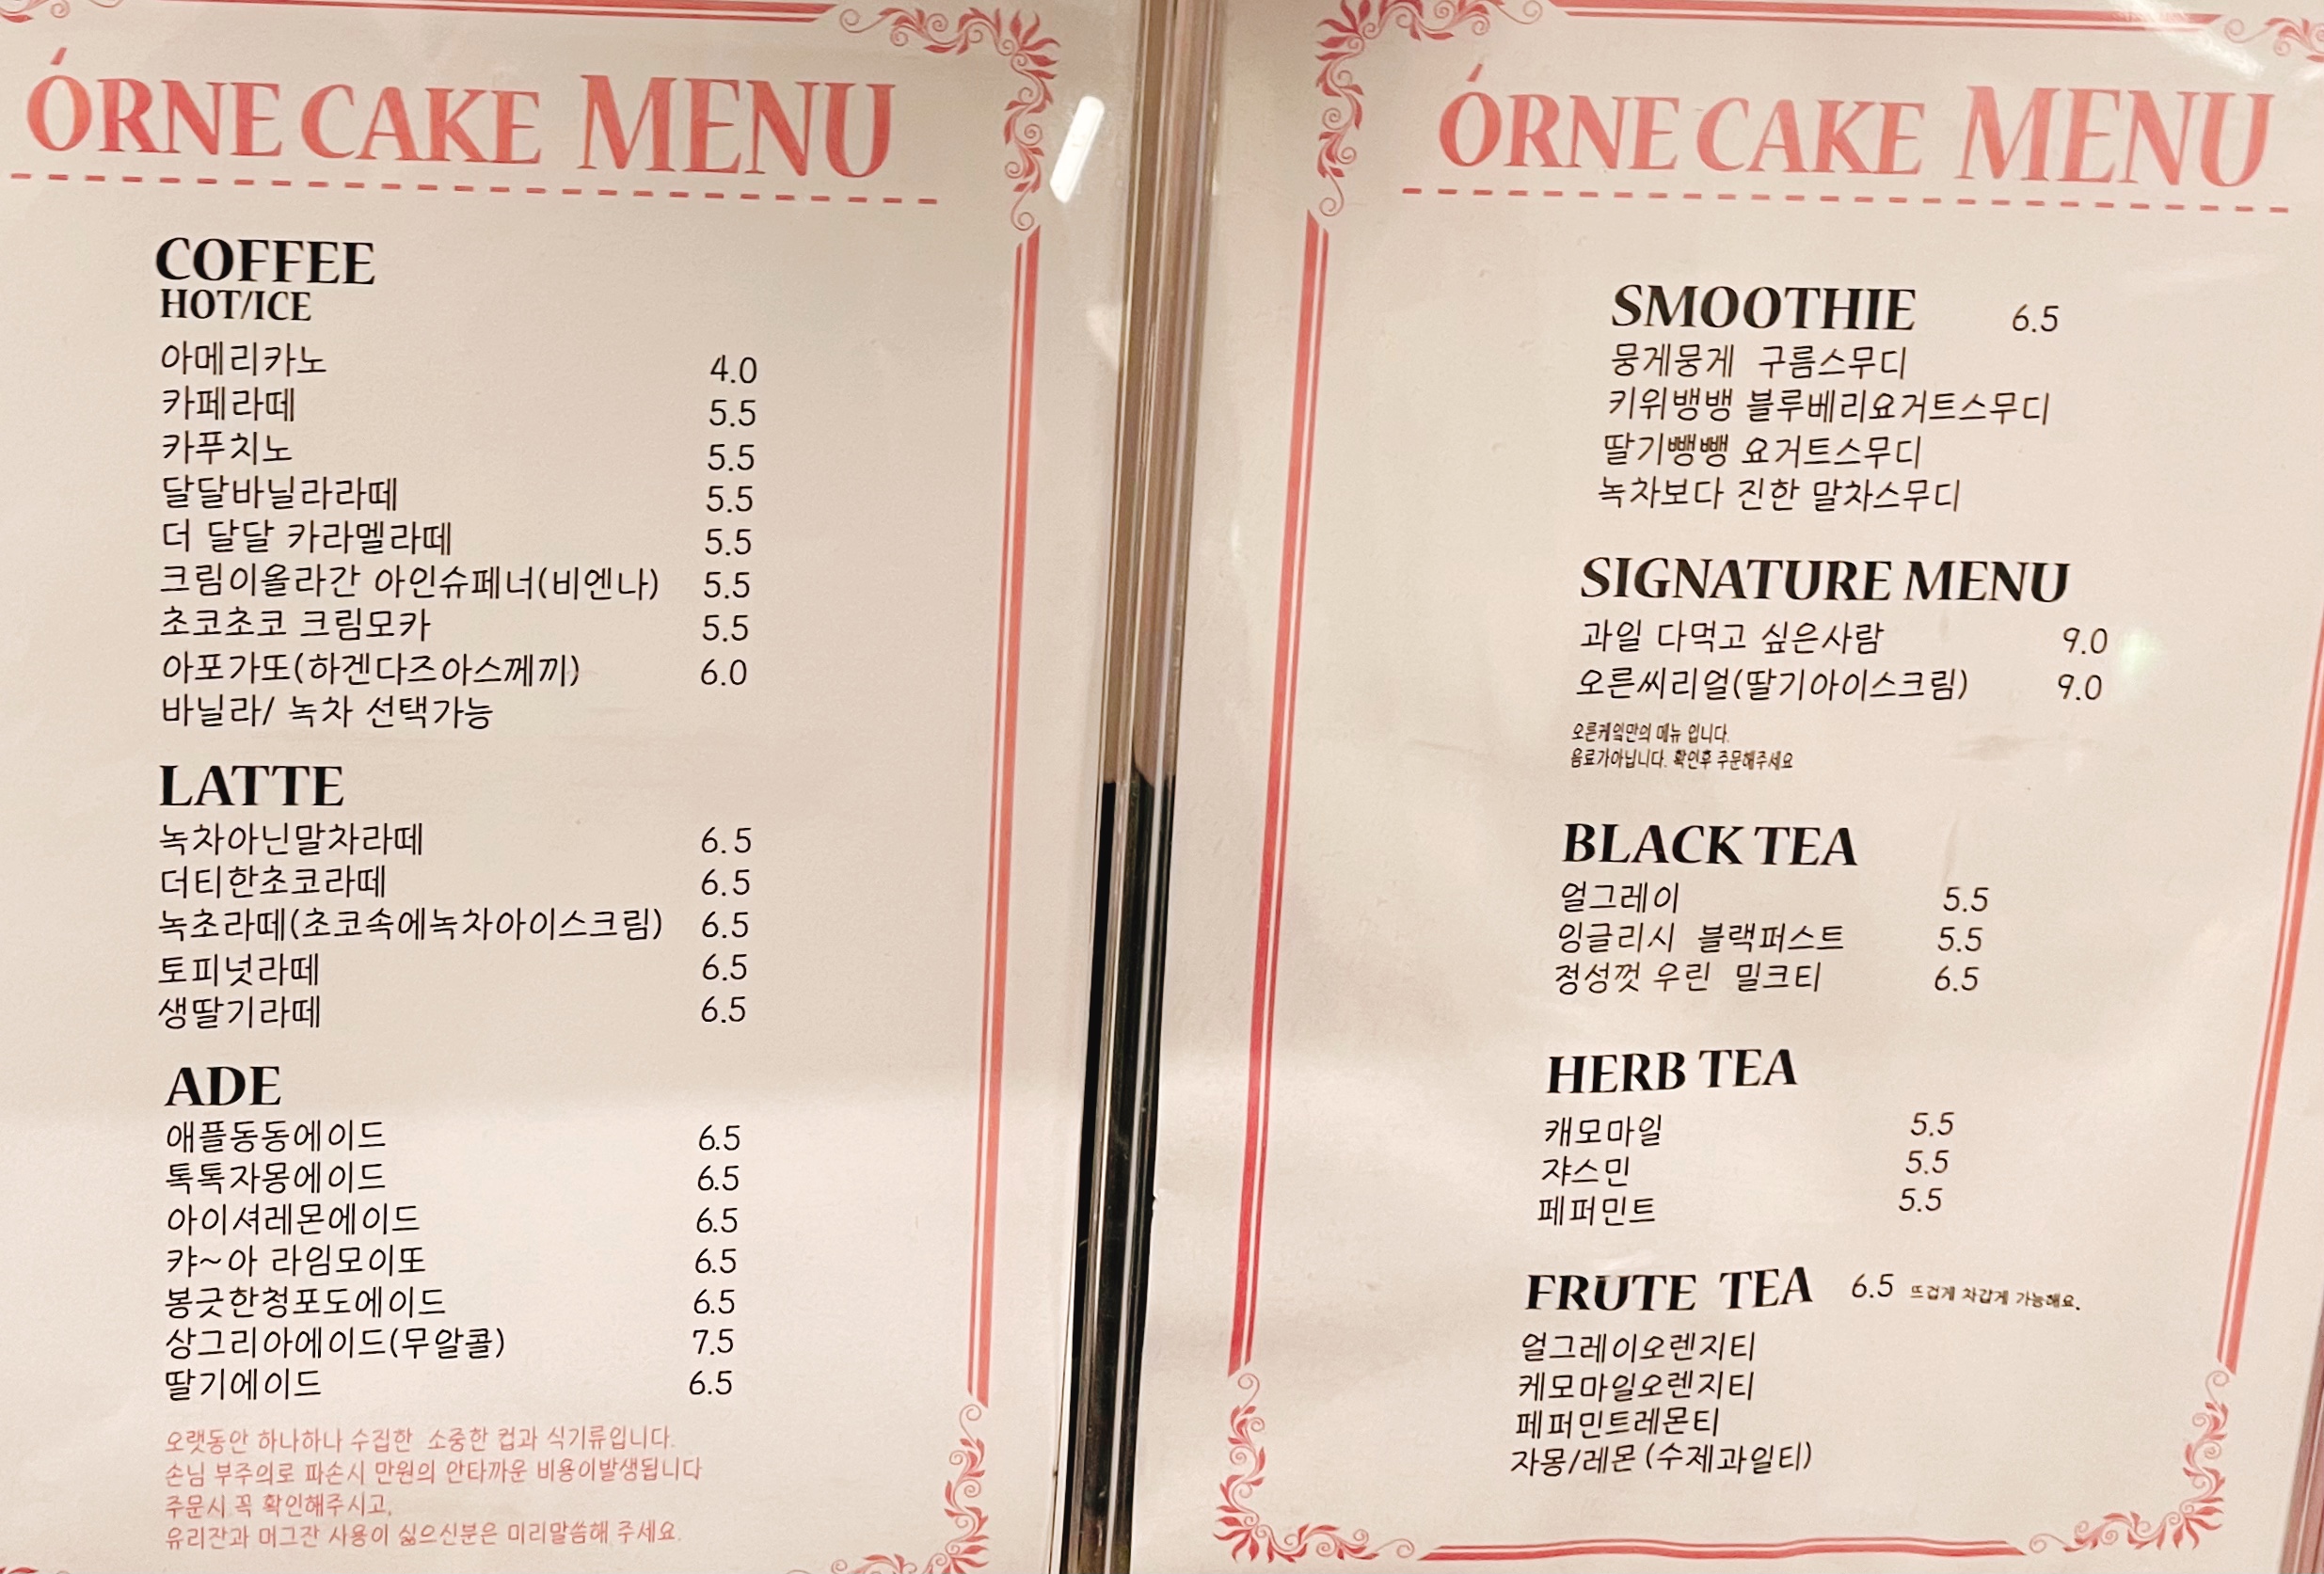 ÓRNE CAKE MENU
COFFEE
HOT/ICE
아메리카노 4.0
카페라떼 5.5
카푸치노 5.5
달달바닐라라떼 5.5
더 달달 카라멜라떼 5.5
크림이올라간 아인슈페너(비엔나) 5.5
초코초코 크림모카 5.5
아포가또(하겐다즈아스께끼) 6.0
바닐라/ 녹차 선택가능
LATTE
녹차아닌말차라떼 6.5
더티한초코라떼 6.5
녹초라떼(초코속에녹차아이스크림) 6.5
토피넛라떼 6.5
생딸기라떼 6.5
ADE
애플동동에이드 6.5
톡톡자몽에이드 6.5
아이셔레몬에이드 6.5
캬~아 라임모이또 6.5
봉긋한청포도에이드 6.5
상그리아에이드(무알콜) 7.5
딸기에이드 6.5
오랫동안 하나하나 수집한 소중한 컵과 식기류입니다.
손님 부주의로 파손시 만원의 안타까운 비용이발생됩니다
주문시 꼭 확인해주시고,
유리잔과 머그잔 사용이 싫으신분은 미리말씀해 주세요.
ÓRNE CAKE MENU
SMOOTHIE 6.5
뭉게뭉게 구름스무디
키위뱅뱅 블루베리요거트스무디
딸기뺑뺑 요거트스무디
녹차보다 진한 말차스무디
SIGNATURE MENU
과일 다먹고 싶은사람 9.0
오른씨리얼(딸기아이스크림) 9.0
오른케잌만의 메뉴 입니다.
음료가아닙니다. 확인후 주문해주세요
BLACK TEA
얼그레이 5.5
잉글리시 블랙퍼스트 5.5
정성껏 우린 밀크티 6.5
HERB TEA
캐모마일 5.5
쟈스민 5.5
페퍼민트 5.5
FRUTE TEA 6.5 뜨겁게 차갑게 가능해요.
얼그레이오렌지티
케모마일오렌지티
페퍼민트레몬티
자몽/레몬 (수제과일티)